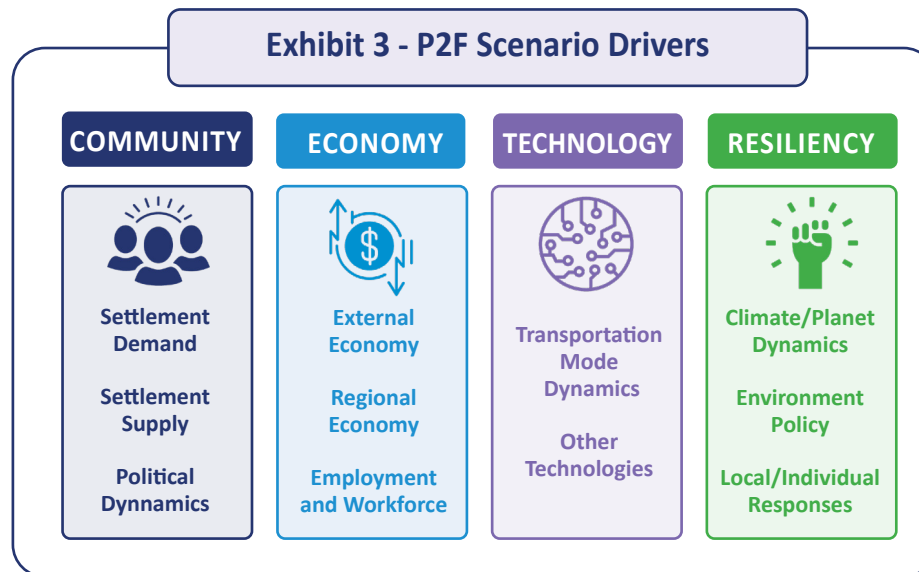 Exhibit 3 - P2F Scenario Drivers
COMMUNITY
Settlement
Demand
Settlement
Supply
Political
Dynnamics
ECONOMY
$
External
Economy
Regional
Economy
Employment
and Workforce
TECHNOLOGY
Transportation
Mode
Dynamics
Other
Technologies
RESILIENCY
Climate/Planet
Dynamics
Environment
Policy
Local/Individual
Responses